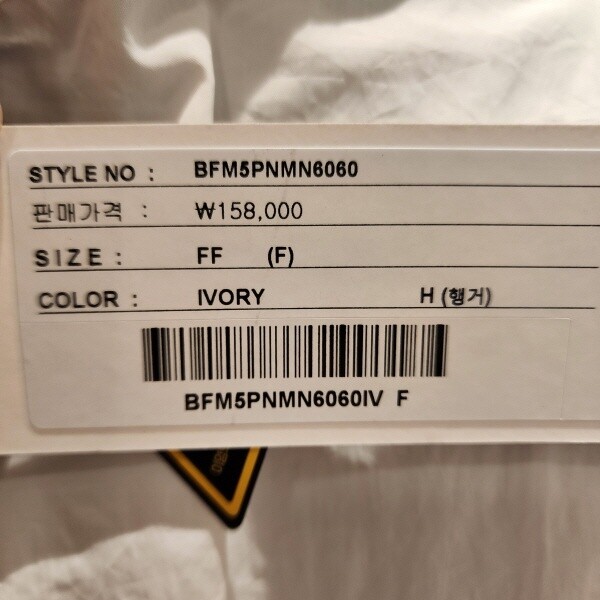 STYLE NO : BFM5PNMN6060
판매가격 : ₩158,000
SIZE : FF (F)
COLOR : IVORY H (행거)
BFM5PNMN6060IV F